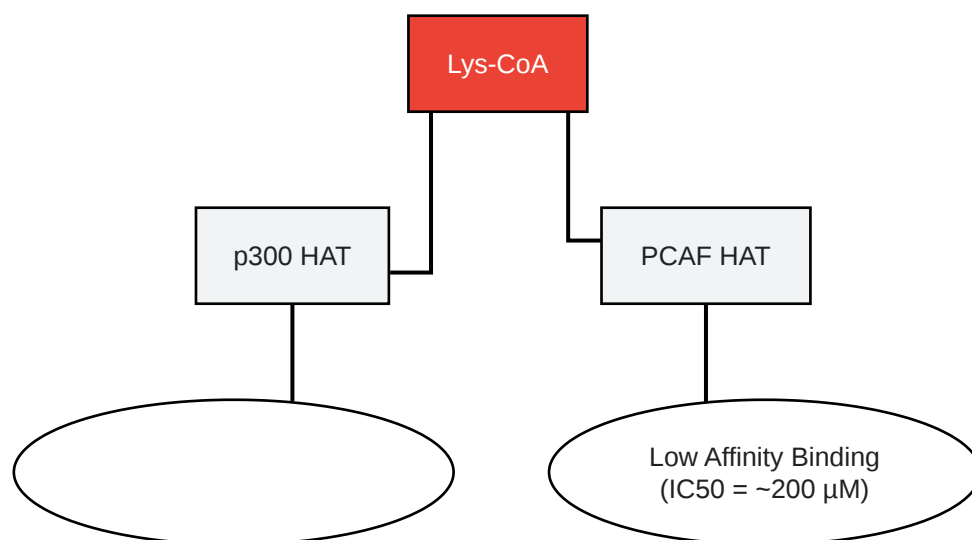 Lys-CoA
p300 HAT
PCAF HAT
Low Affinity Binding
(IC50 = ~200 µM)